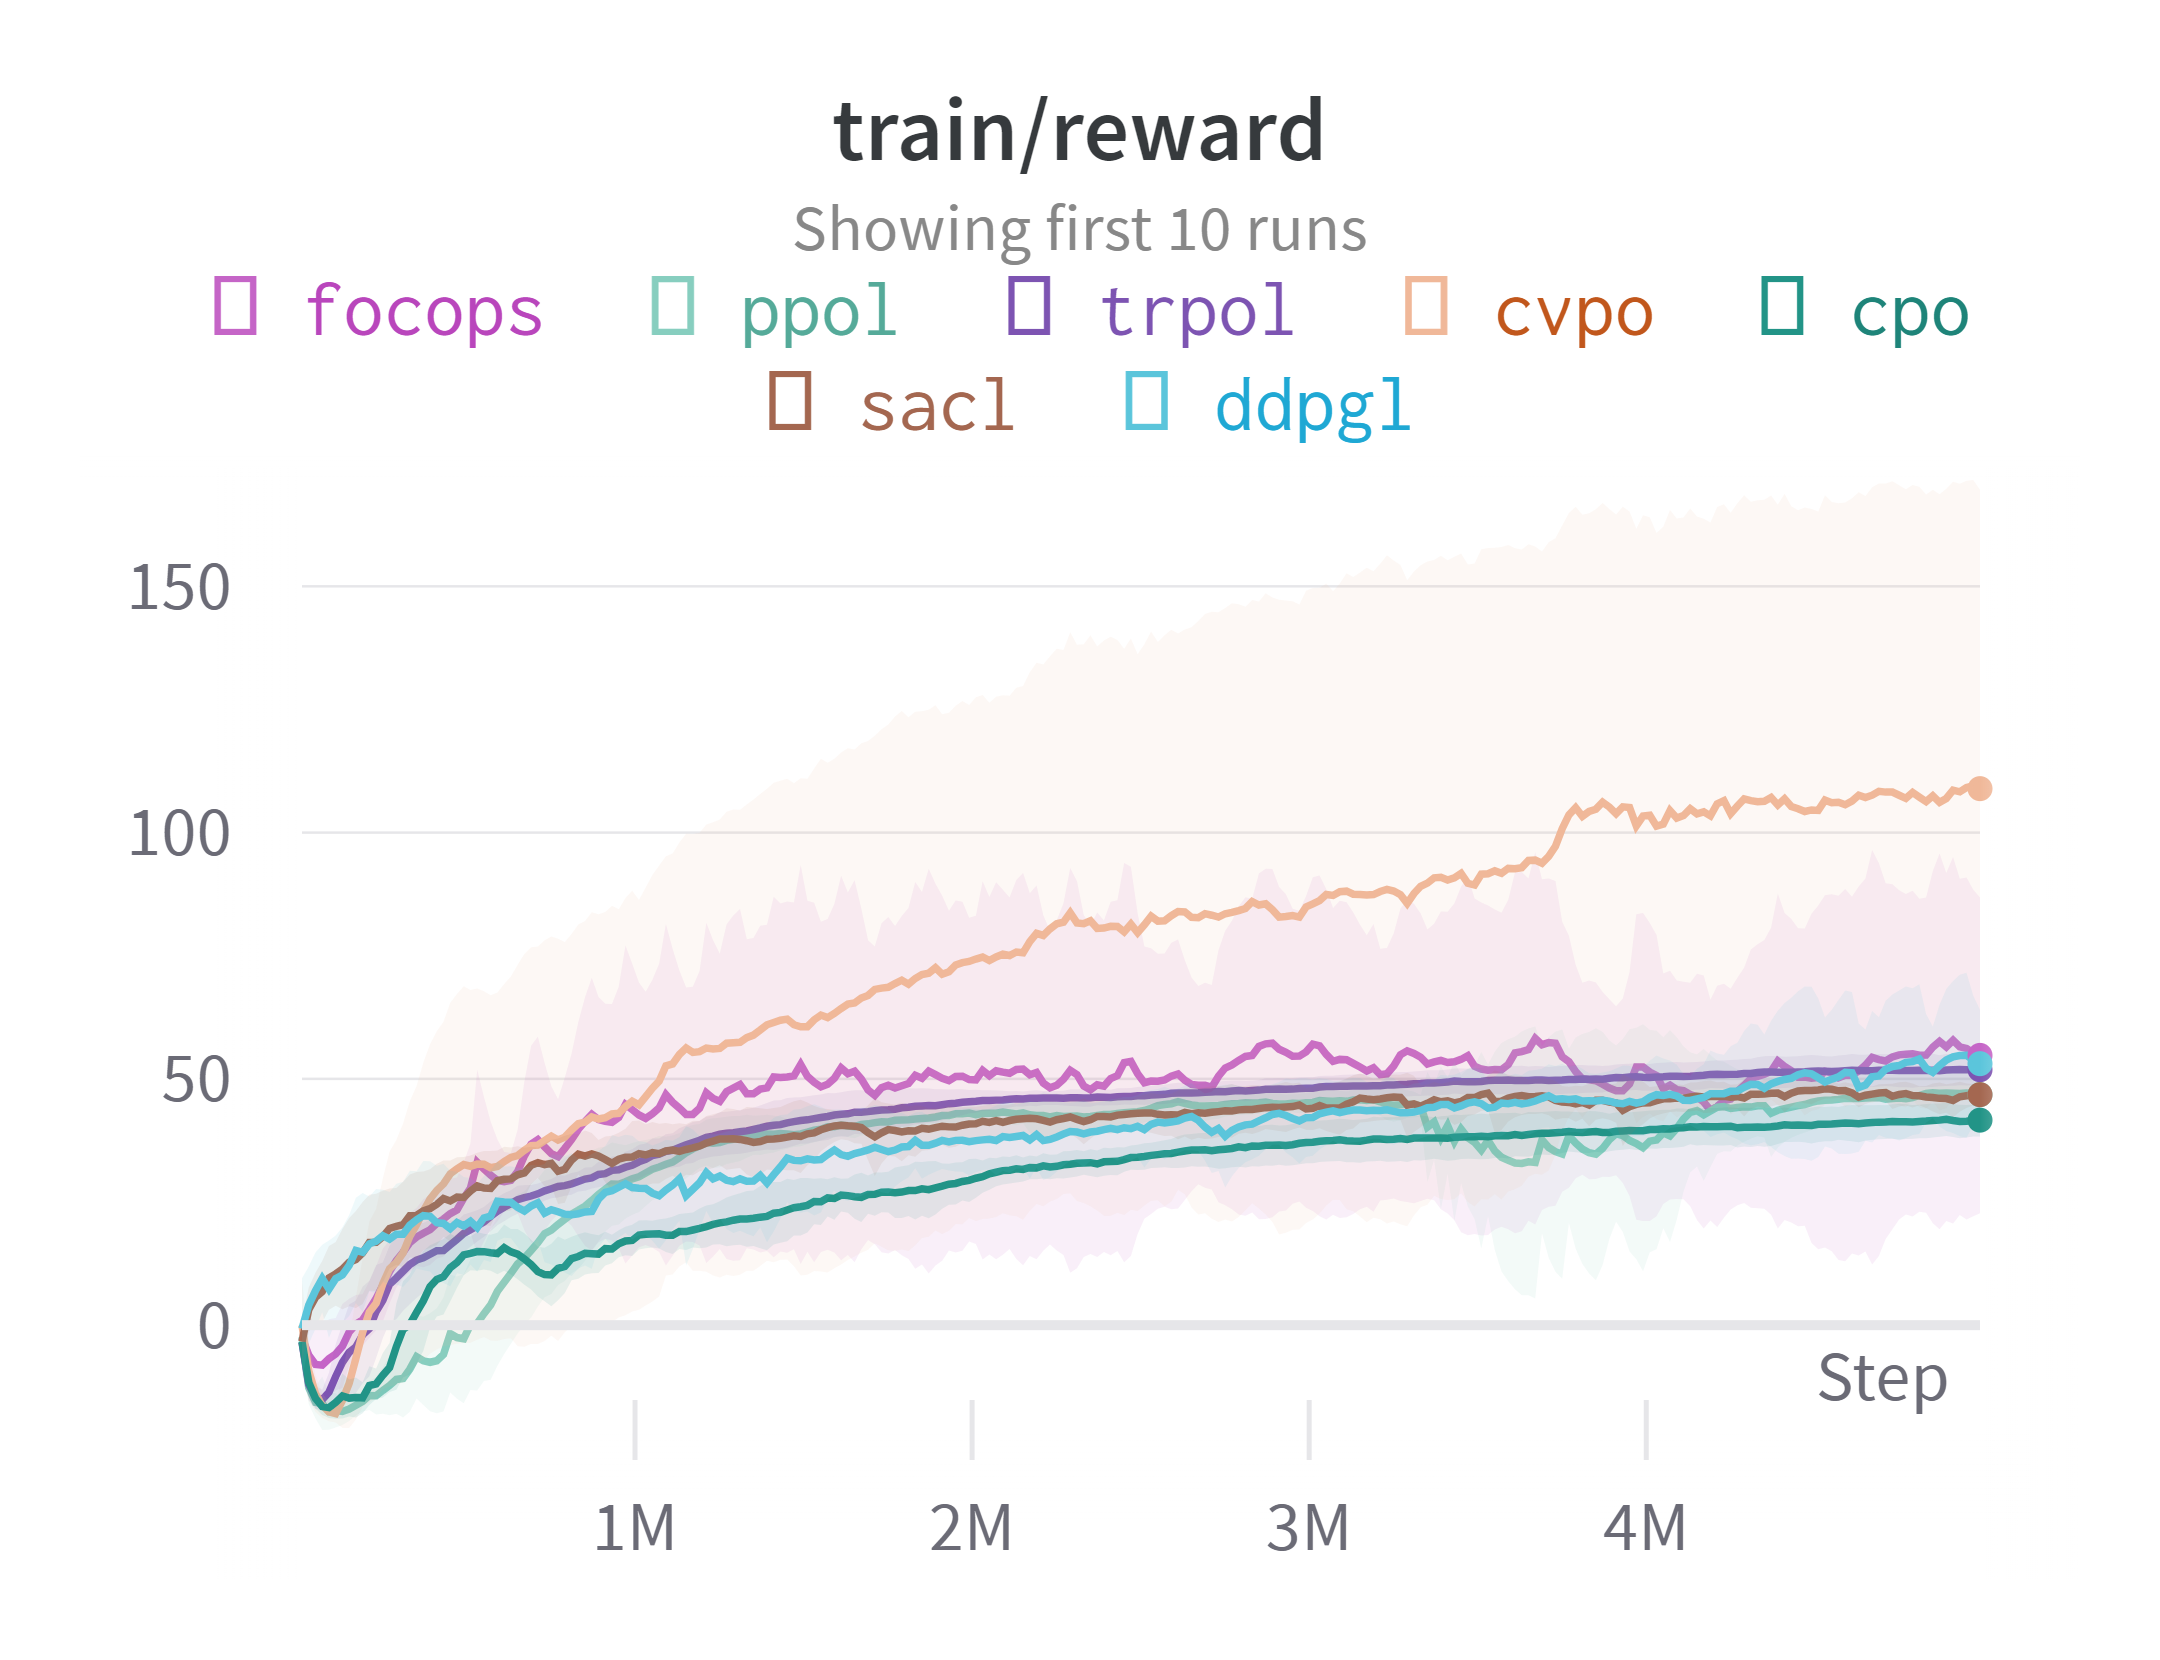 train/reward
Showing first 10 runs
focops ppol trpol cvpo cpo
sacl ddpgl
150
100
50
0
Step
1M 2M 3M 4M